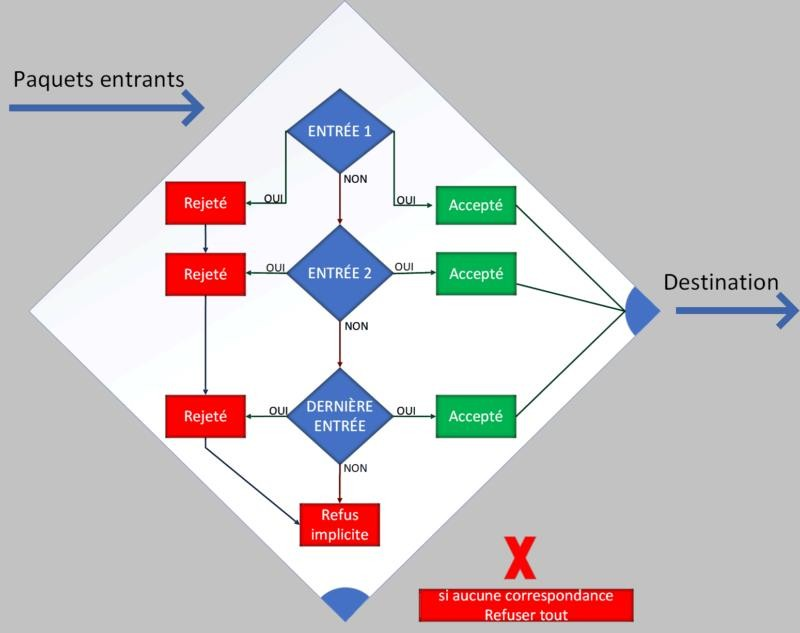 Paquets entrants
ENTRÉE 1
NON
OUI
OUI
Rejeté
Accepté
OUI
ENTRÉE 2
OUI
Rejeté
Accepté
Destination
NON
DERNIÈRE
ENTRÉE
OUI
OUI
Rejeté
Accepté
NON
Refus
implicite
X
si aucune correspondance
Refuser tout